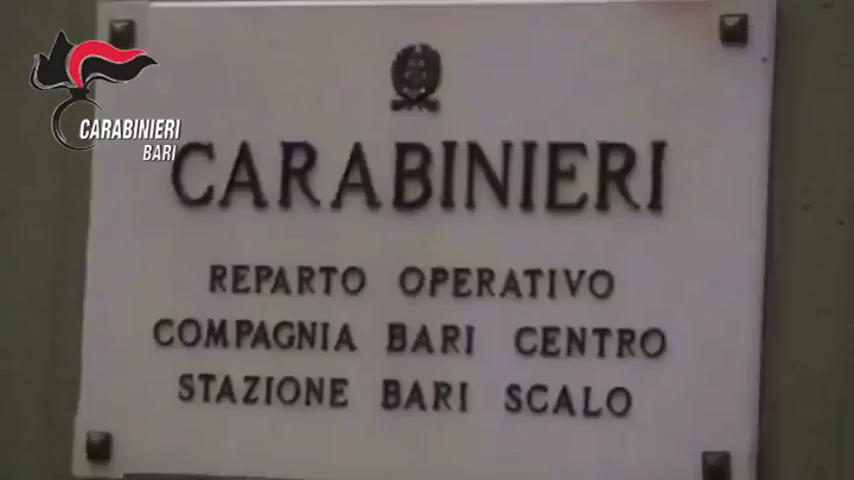 CARABINIERI
BARI
CARABINIERI
REPARTO OPERATIVO
COMPAGNIA BARI CENTRO
STAZIONE BARI SCALO